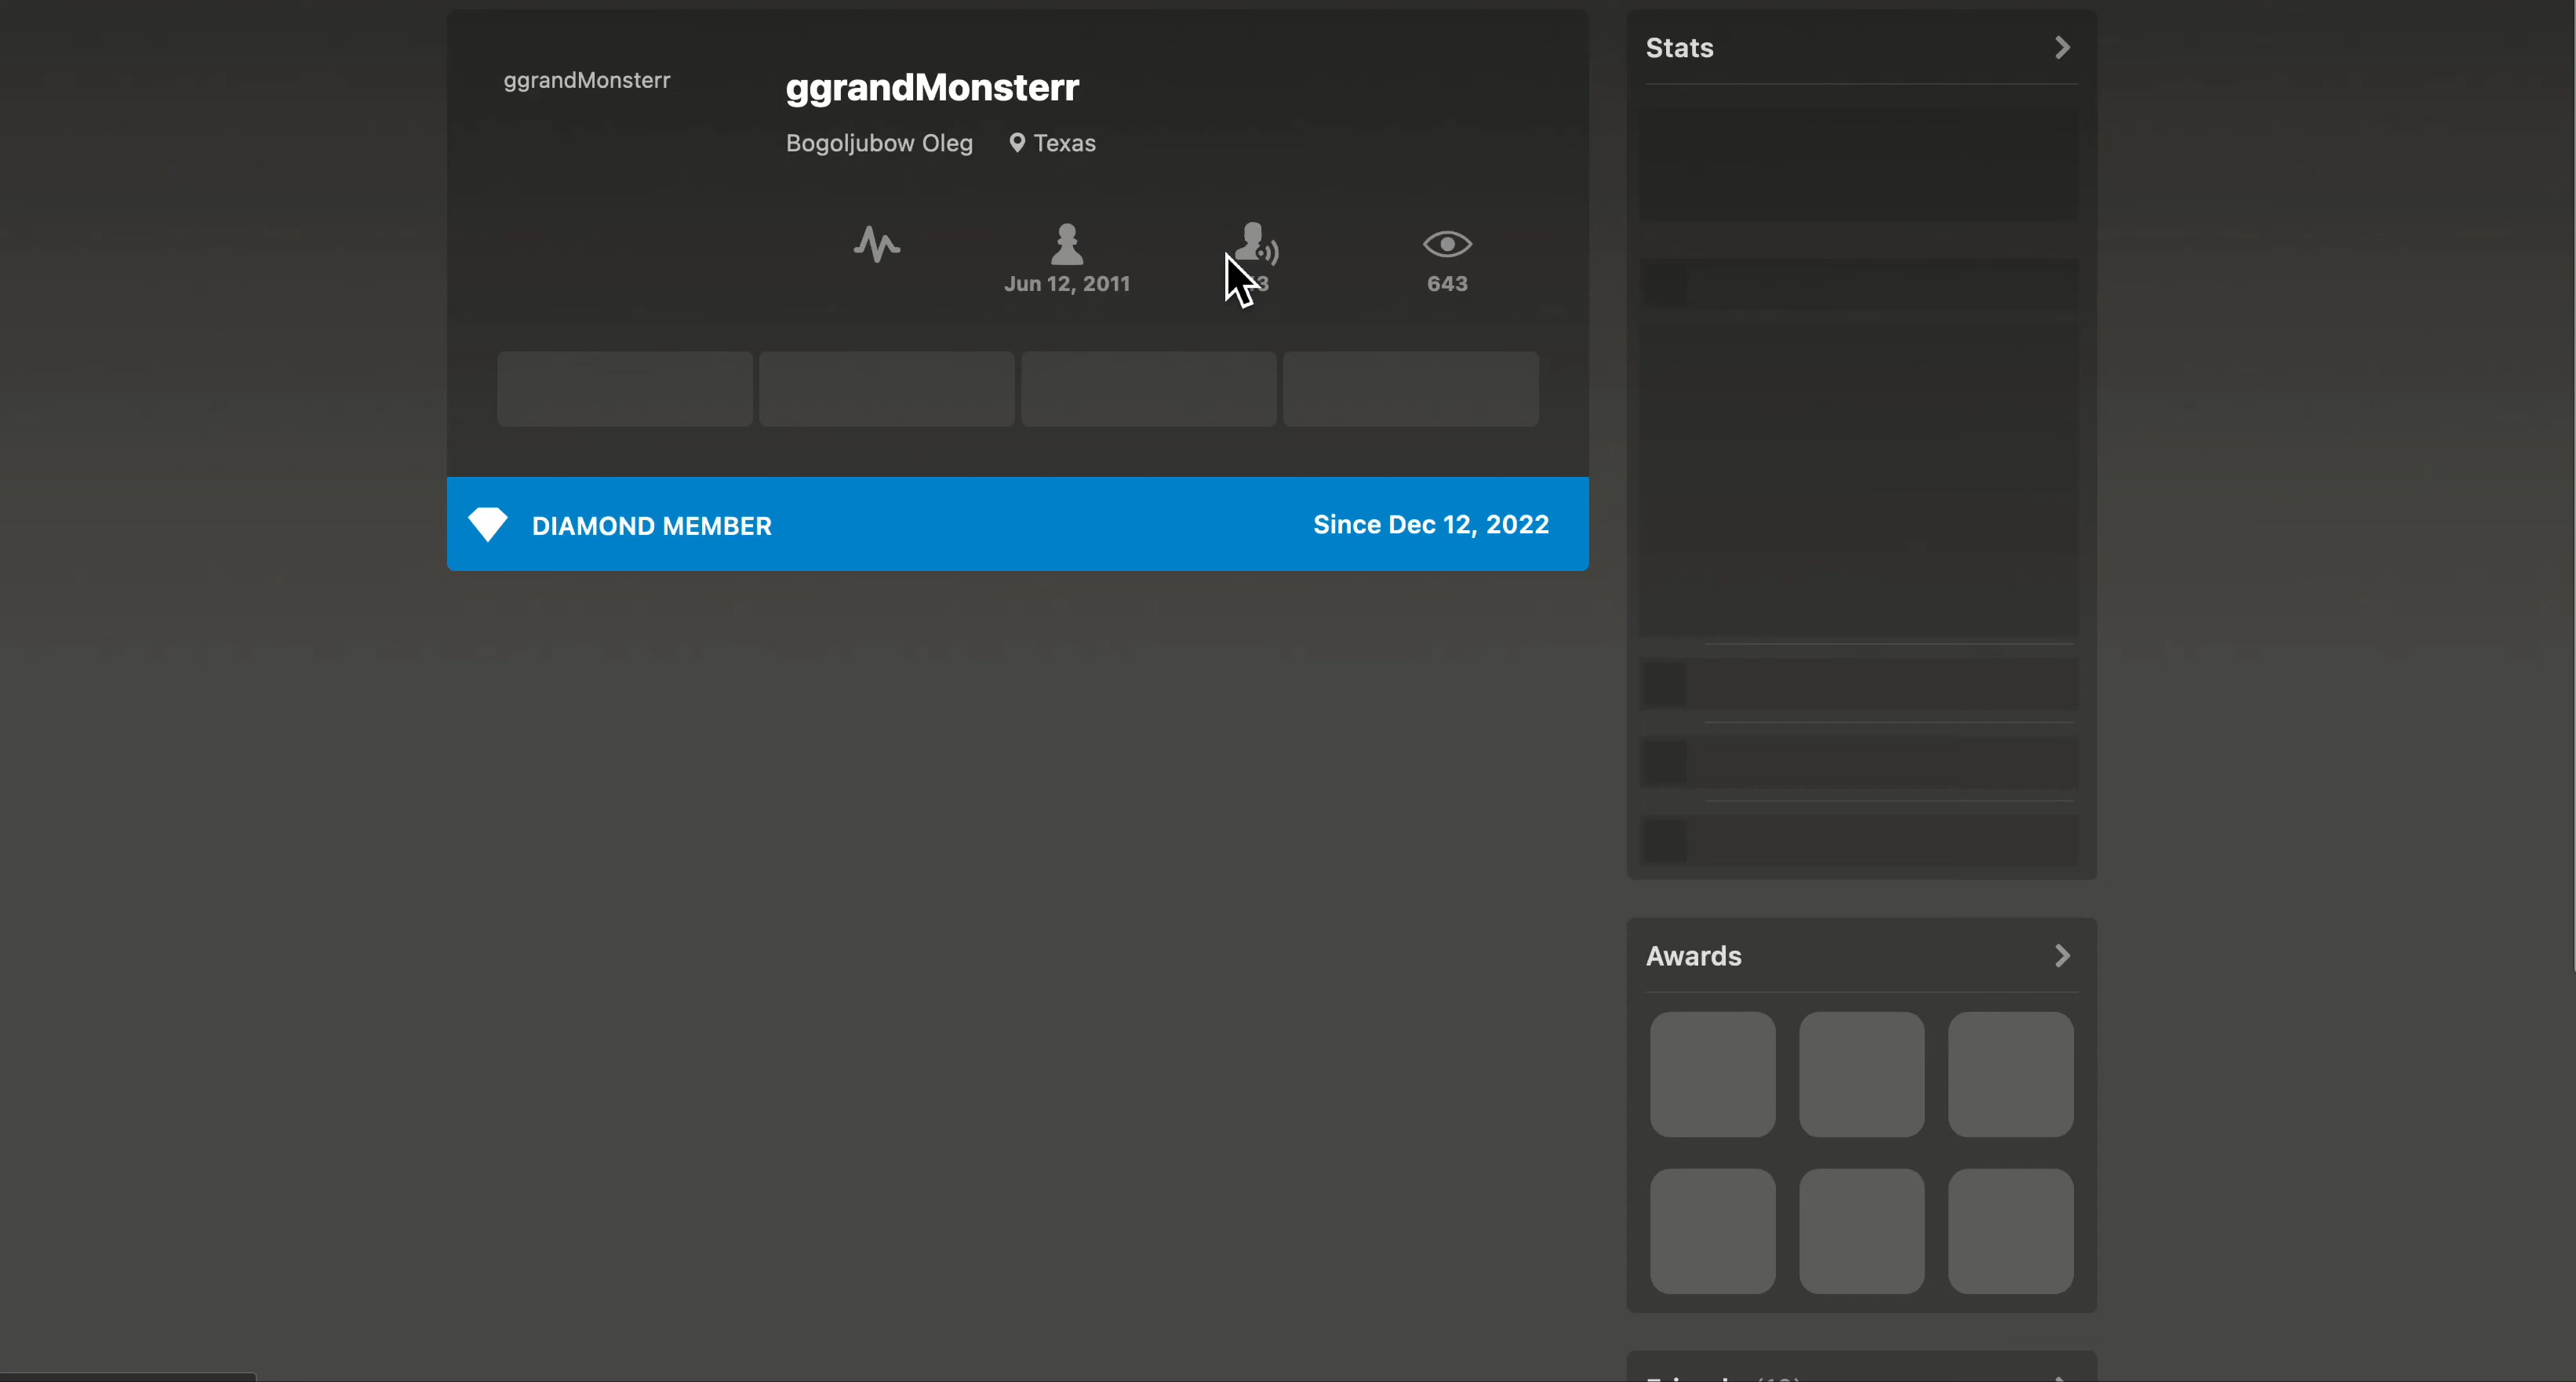 ggrandMonsterr
ggrandMonsterr
Bogoljubow Oleg Texas
Jun 12, 2011
643
DIAMOND MEMBER
Since Dec 12, 2022
Stats
Awards